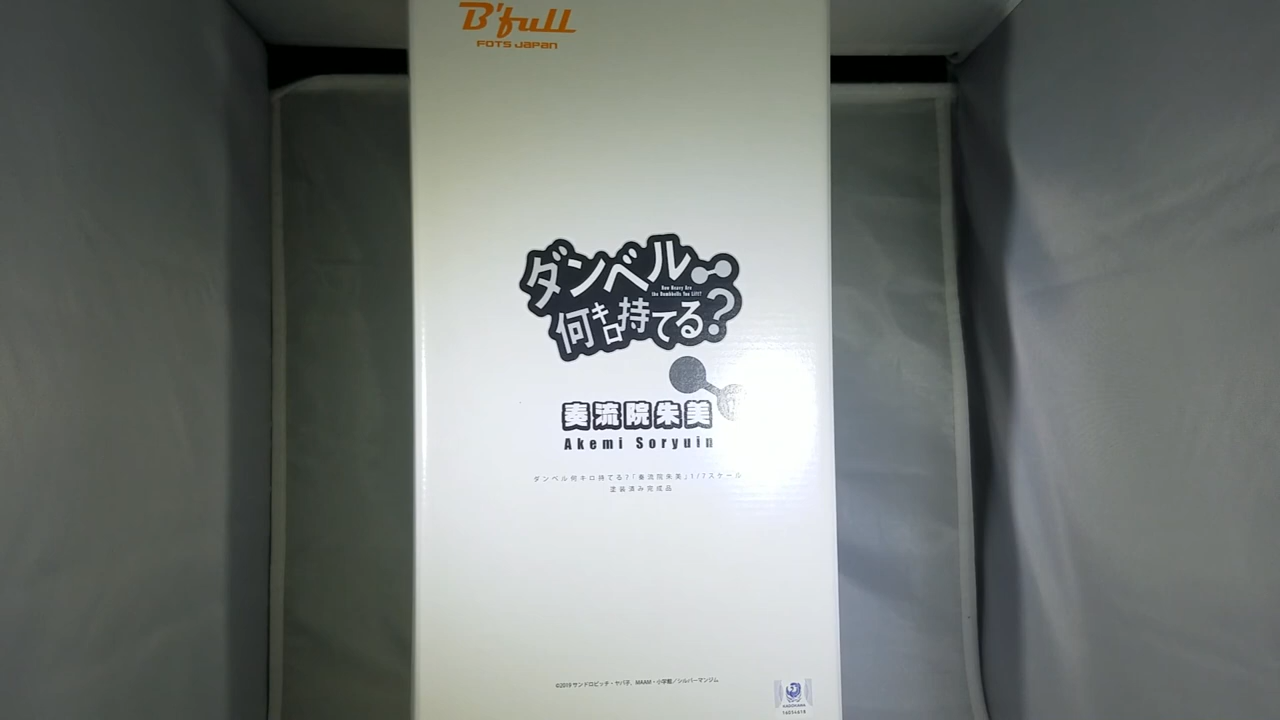 B'full
FOTS JAPAN
ダンベル
How Heavy Are
the Dumbbells You Lift?
何キロ持てる?
奏流院朱美
Akemi Soryuin
ダンベル何キロ持てる?「奏流院朱美」1/7スケール
塗装済み完成品
©2019 サンドロビッチ・ヤバ子, MAAM・小学館／シルバーマンジム
KADOKAWA
16054618